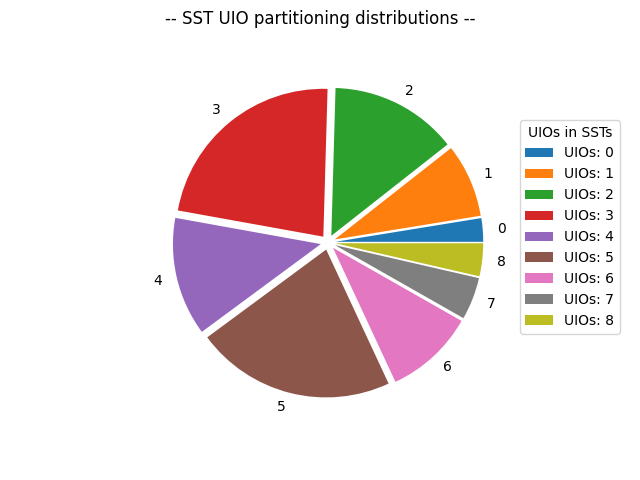 -- SST UIO partitioning distributions --
2
3
1
0
8
7
6
5
4
UIOs in SSTs
UIOs: 0
UIOs: 1
UIOs: 2
UIOs: 3
UIOs: 4
UIOs: 5
UIOs: 6
UIOs: 7
UIOs: 8